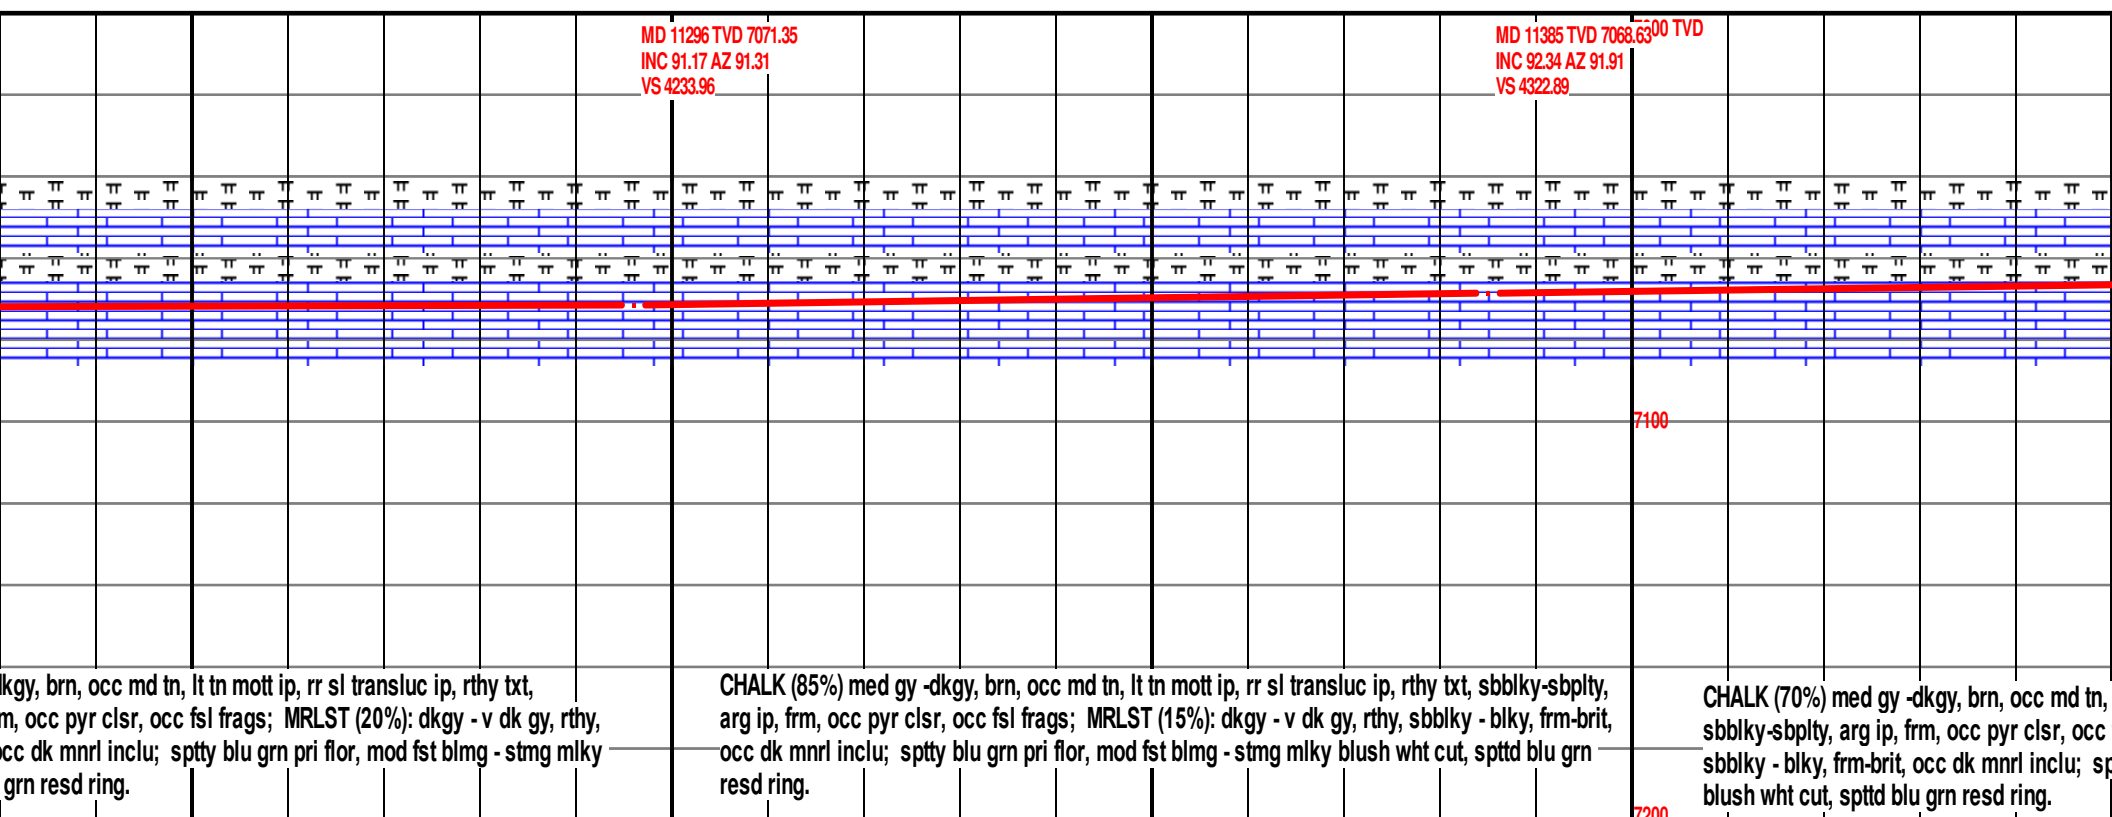 MD 11296 TVD 7071.35
INC 91.17 AZ 91.31
VS 4233.96
MD 11385 TVD 7068.63
INC 92.34 AZ 91.91
VS 4322.89
00 TVD
7100
lkgy, brn, occ md tn, lt tn mott ip, rr sl transluc ip, rthy txt,
m, occ pyr clsr, occ fsl frags; MRLST (20%): dkgy - v dk gy, rthy,
occ dk mnrl inclu; sptty blu grn pri flor, mod fst blmg - stmg mlky
grn resd ring.
CHALK (85%) med gy -dkgy, brn, occ md tn, lt tn mott ip, rr sl transluc ip, rthy txt, sbblky-sbplty,
arg ip, frm, occ pyr clsr, occ fsl frags; MRLST (15%): dkgy - v dk gy, rthy, sbblky - blky, frm-brit,
occ dk mnrl inclu; sptty blu grn pri flor, mod fst blmg - stmg mlky blush wht cut, spttd blu grn
resd ring.
CHALK (70%) med gy -dkgy, brn, occ md tn,
sbblky-sbplty, arg ip, frm, occ pyr clsr, occ
sbblky - blky, frm-brit, occ dk mnrl inclu; sp
blush wht cut, spttd blu grn resd ring.
7200